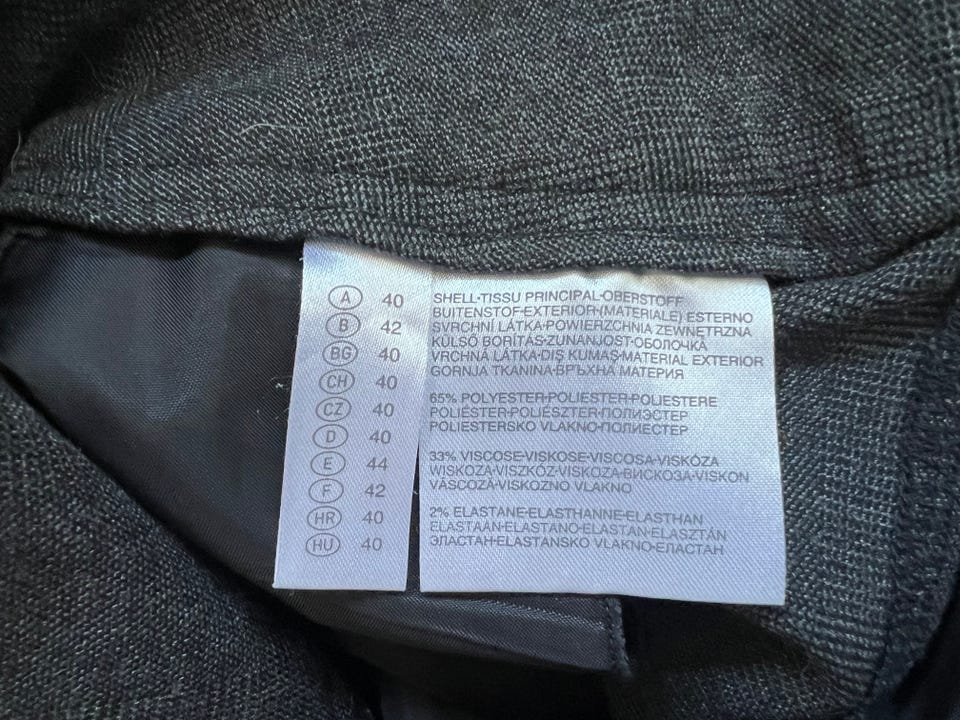 A 40
B 42
BG 40
CH 40
CZ 40
D 40
E 44
F 42
HR 40
HU 40
SHELL-TISSU PRINCIPAL-OBERSTOFF
BUITENSTOF-EXTERIOR-(MATERIALE) ESTERNO
SVRCHNÍ LÁTKA-POWIERZCHNIA ZEWNĘTRZNA
KÜLSŐ BORÍTÁS-ZUNANJOST-ОБОЛОЧКА
VRCHNÁ LÁTKA-DIŞ KUMAŞ-MATERIAL EXTERIOR
GORNJA TKANINA-ВРЪХНА МАТЕРИЯ
65% POLYESTER-POLIESTER-POLIESTERE
POLIÉSTER-POLIÉSZTER-ПОЛИЭСТЕР
POLIESTERSKO VLAKNO-ПОЛИЕСТЕР
33% VISCOSE-VISKOSE-VISCOSA-VISKÓZA
WISKOZA-VISZKÓZ-VISKOZA-ВИСКОЗА-VISKON
VÂSCOZĂ-VISKOZNO VLAKNO
2% ELASTANE-ELASTHANNE-ELASTHAN
ELASTAAN-ELASTANO-ELASTAN-ELASZTÁN
ЭЛАСТАН-ELASTANSKO VLAKNO-ЕЛАСТАН